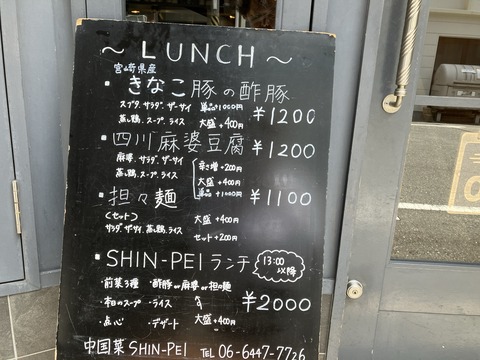 ～LUNCH～
宮崎県産
・きなこ豚の酢豚
スブタ、サラダ、ザーサイ 単品¥1000円
蒸し鶏、スープ、ライス 大盛+400円 ¥1200
・四川麻婆豆腐 ¥1200
麻婆、サラダ、ザーサイ 辛さ増+200円
蒸し鶏、スープ、ライス 大盛+400円
単品¥1000円
・担々麺 ¥1100
〈セット〉 大盛+400円
サラダ、ザーサイ、蒸し鶏、ライス セット+200円
・SHIN-PEIランチ 13:00以降
・前菜3種 ・酢豚or麻婆or担々麺
・本日のスープ ・ライス ¥2000
・点心 ・デザート 大盛+400円
中国菜SHIN-PEI TEL 06-6447-7726